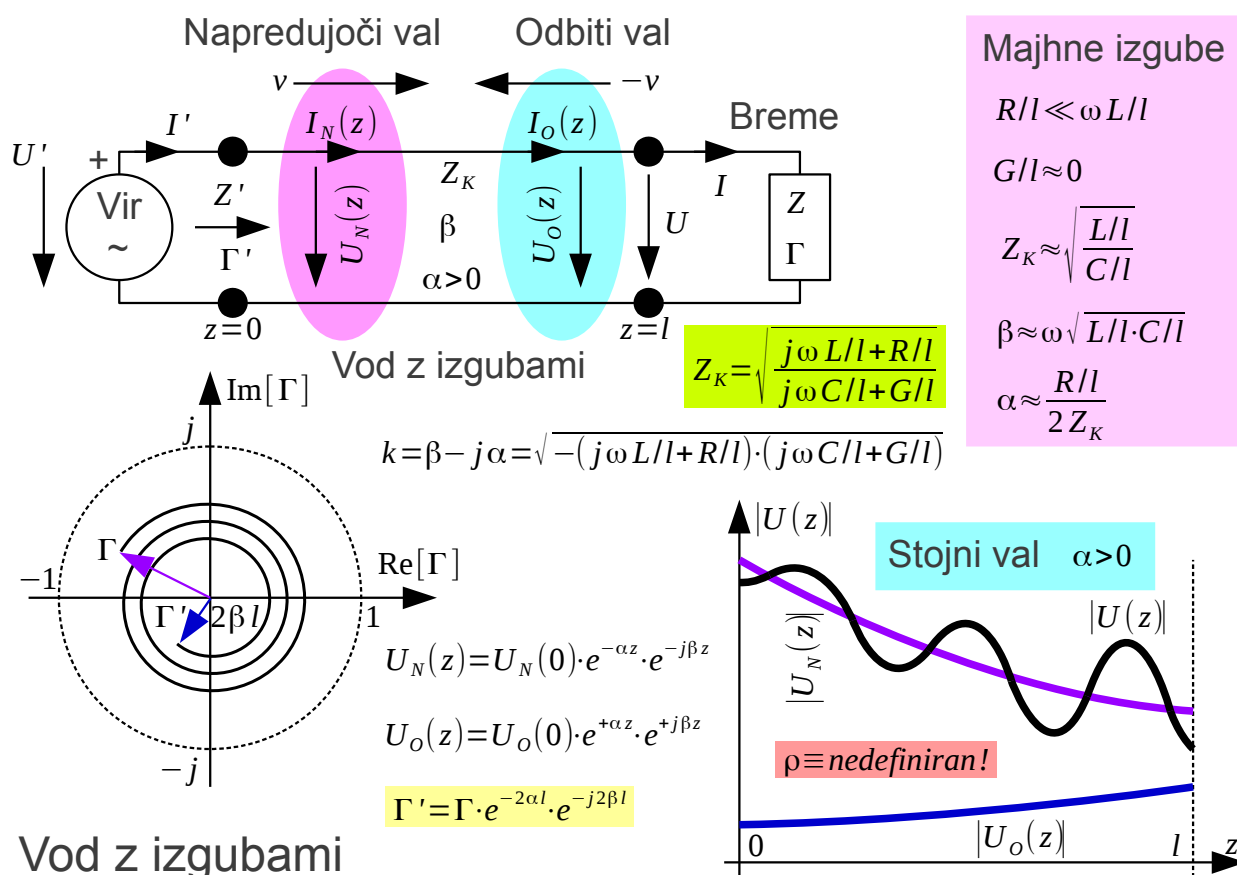 Napredujoči val
Odbiti val
v
−v
I'
I_N(z)
I_O(z)
Breme
U'
+
Vir
~
Z'
Γ'
U_N(z)
Z_K
β
α>0
U_O(z)
U
I
Z
Γ
z=0
z=l
Vod z izgubami
Z_K=√((jωL/l+R/l)/(jωC/l+G/l))
k=β−jα=√(−(jωL/l+R/l)·(jωC/l+G/l))
Majhne izgube
R/l≪ωL/l
G/l≈0
Z_K≈√((L/l)/(C/l))
β≈ω√(L/l·C/l)
α≈(R/l)/(2Z_K)
Im[Γ]
j
Γ
Re[Γ]
−1
Γ'
2βl
1
−j
U_N(z)=U_N(0)·e^(−αz)·e^(−jβz)
U_O(z)=U_O(0)·e^(+αz)·e^(+jβz)
Γ'=Γ·e^(−2αl)·e^(−j2βl)
|U(z)|
Stojni val α>0
|U_N(z)|
|U(z)|
ρ≡nedefiniran!
0
|U_O(z)|
l
z
Vod z izgubami